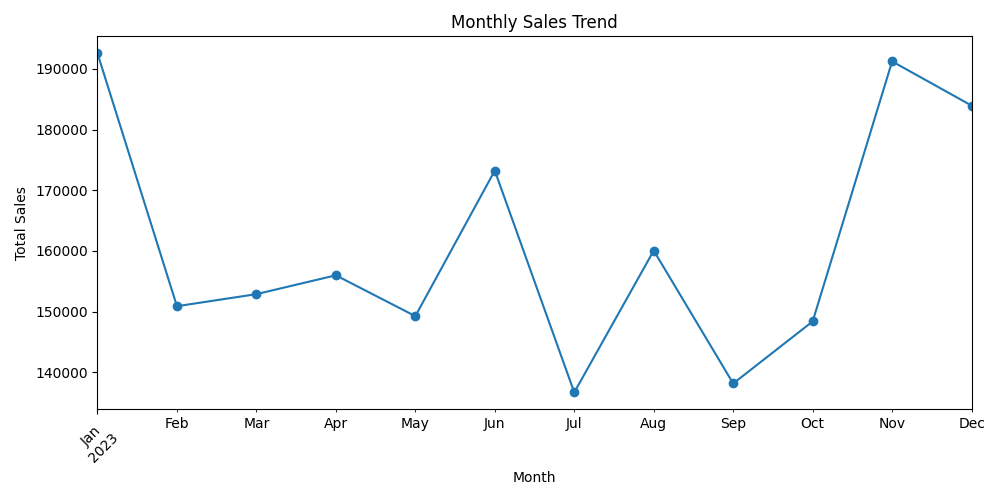 Monthly Sales Trend
Total Sales
190000
180000
170000
160000
150000
140000
Jan
2023
Feb
Mar
Apr
May
Jun
Jul
Aug
Sep
Oct
Nov
Dec
Month